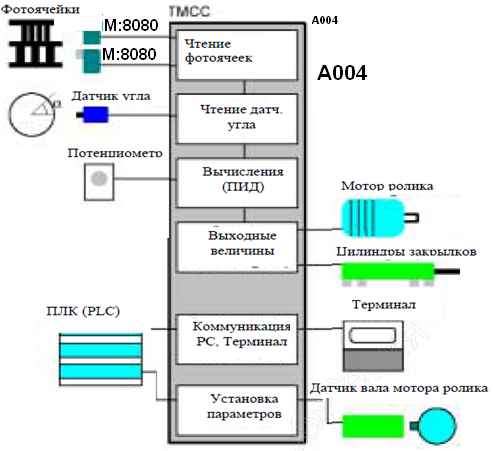 Фотоячейки
M:8080
M:8080
TMCC
A004
A004
Чтение
фотоячеек
Датчик угла
Чтение датч.
угла
Потенциометр
Вычисления
(ПИД)
Мотор ролика
Выходные
величины
Цилиндры закрылков
ПЛК (PLC)
Коммуникация
PC, Терминал
Терминал
Установка
параметров
Датчик вала мотора ролика